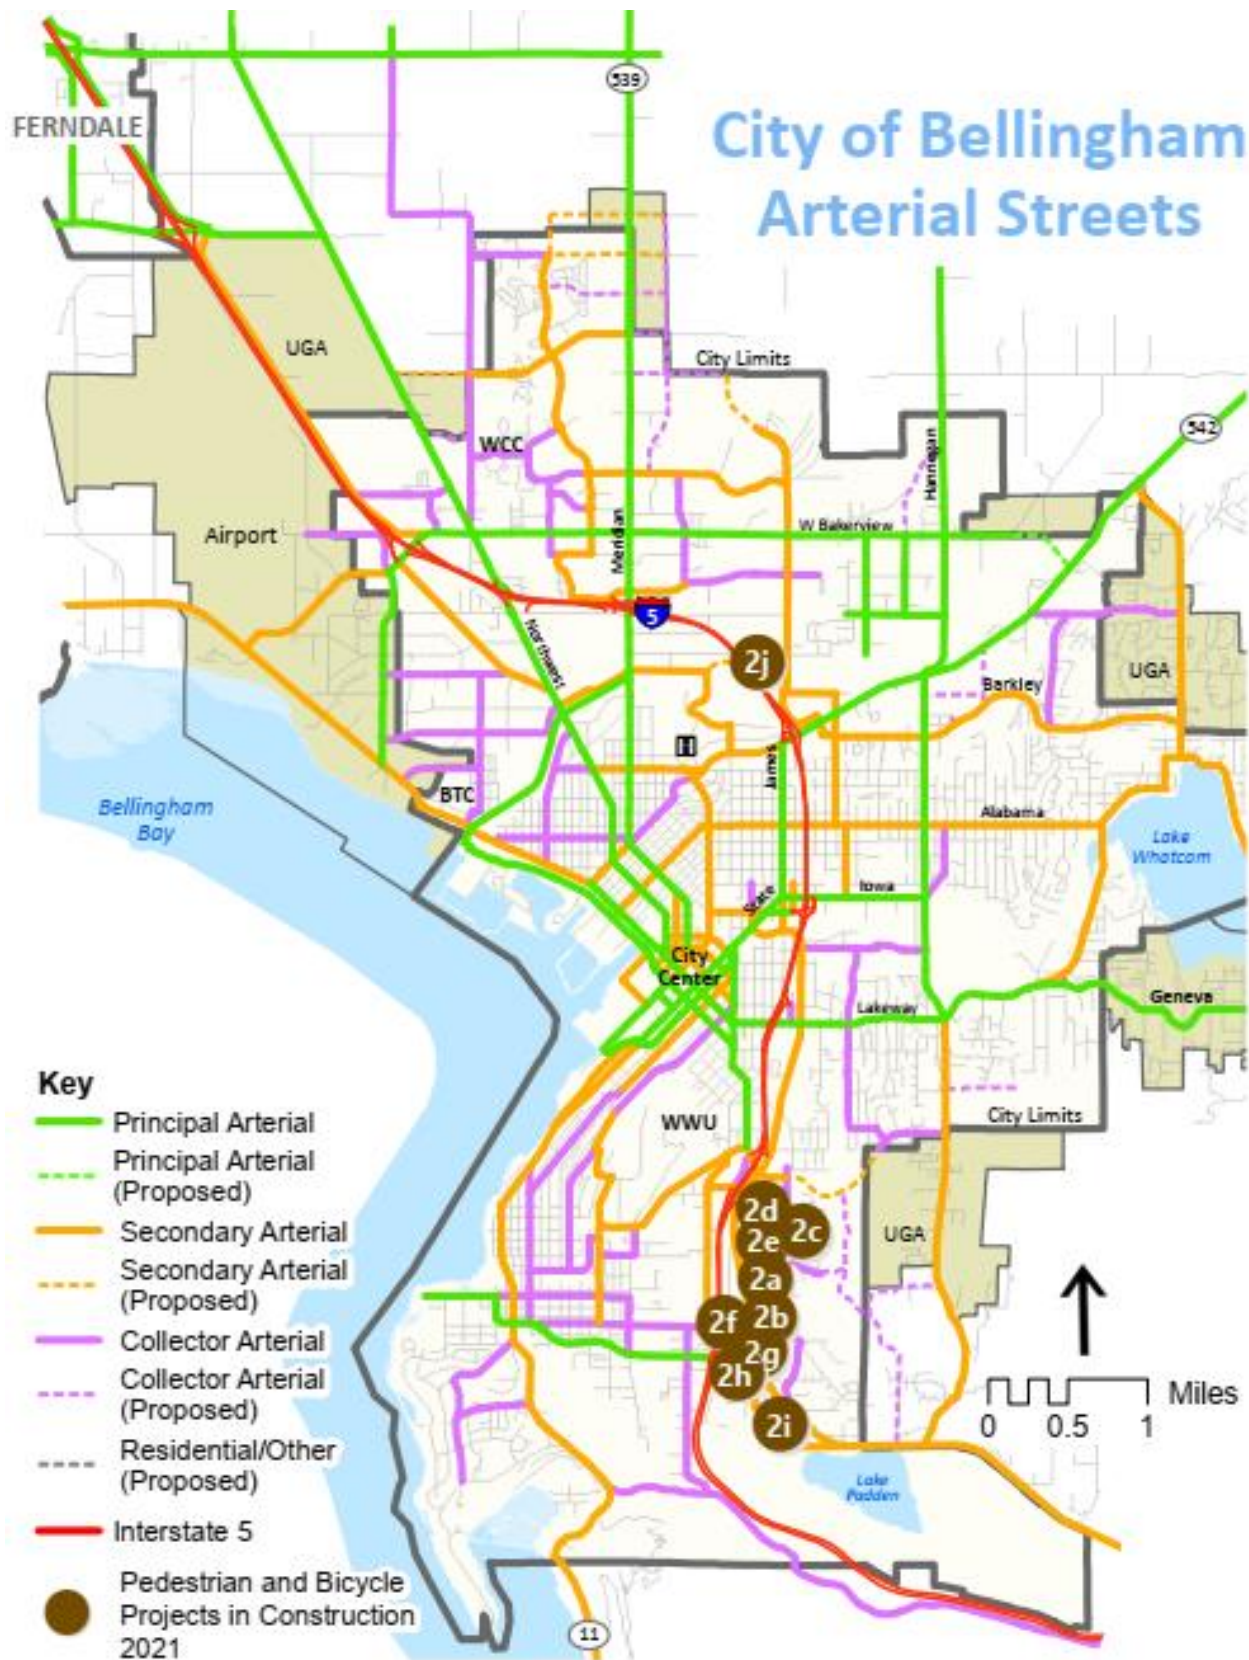 539
FERNDALE
City of Bellingham
Arterial Streets
UGA
City Limits
542
WCC
Hannegan
Airport
W Bakerview
Meridian
5
Northwest
2j
UGA
Barkley
H
James
BTC
Bellingham
Bay
Alabama
Lake
Whatcom
Iowa
State
City
Center
Geneva
Lakeway
Key
Principal Arterial
Principal Arterial
(Proposed)
Secondary Arterial
Secondary Arterial
(Proposed)
Collector Arterial
Collector Arterial
(Proposed)
Residential/Other
(Proposed)
Interstate 5
Pedestrian and Bicycle
Projects in Construction
2021
WWU
City Limits
2d
2c
2e
UGA
2a
2b
2f
2g
2h
2i
Miles
0 0.5 1
Lake
Padden
11